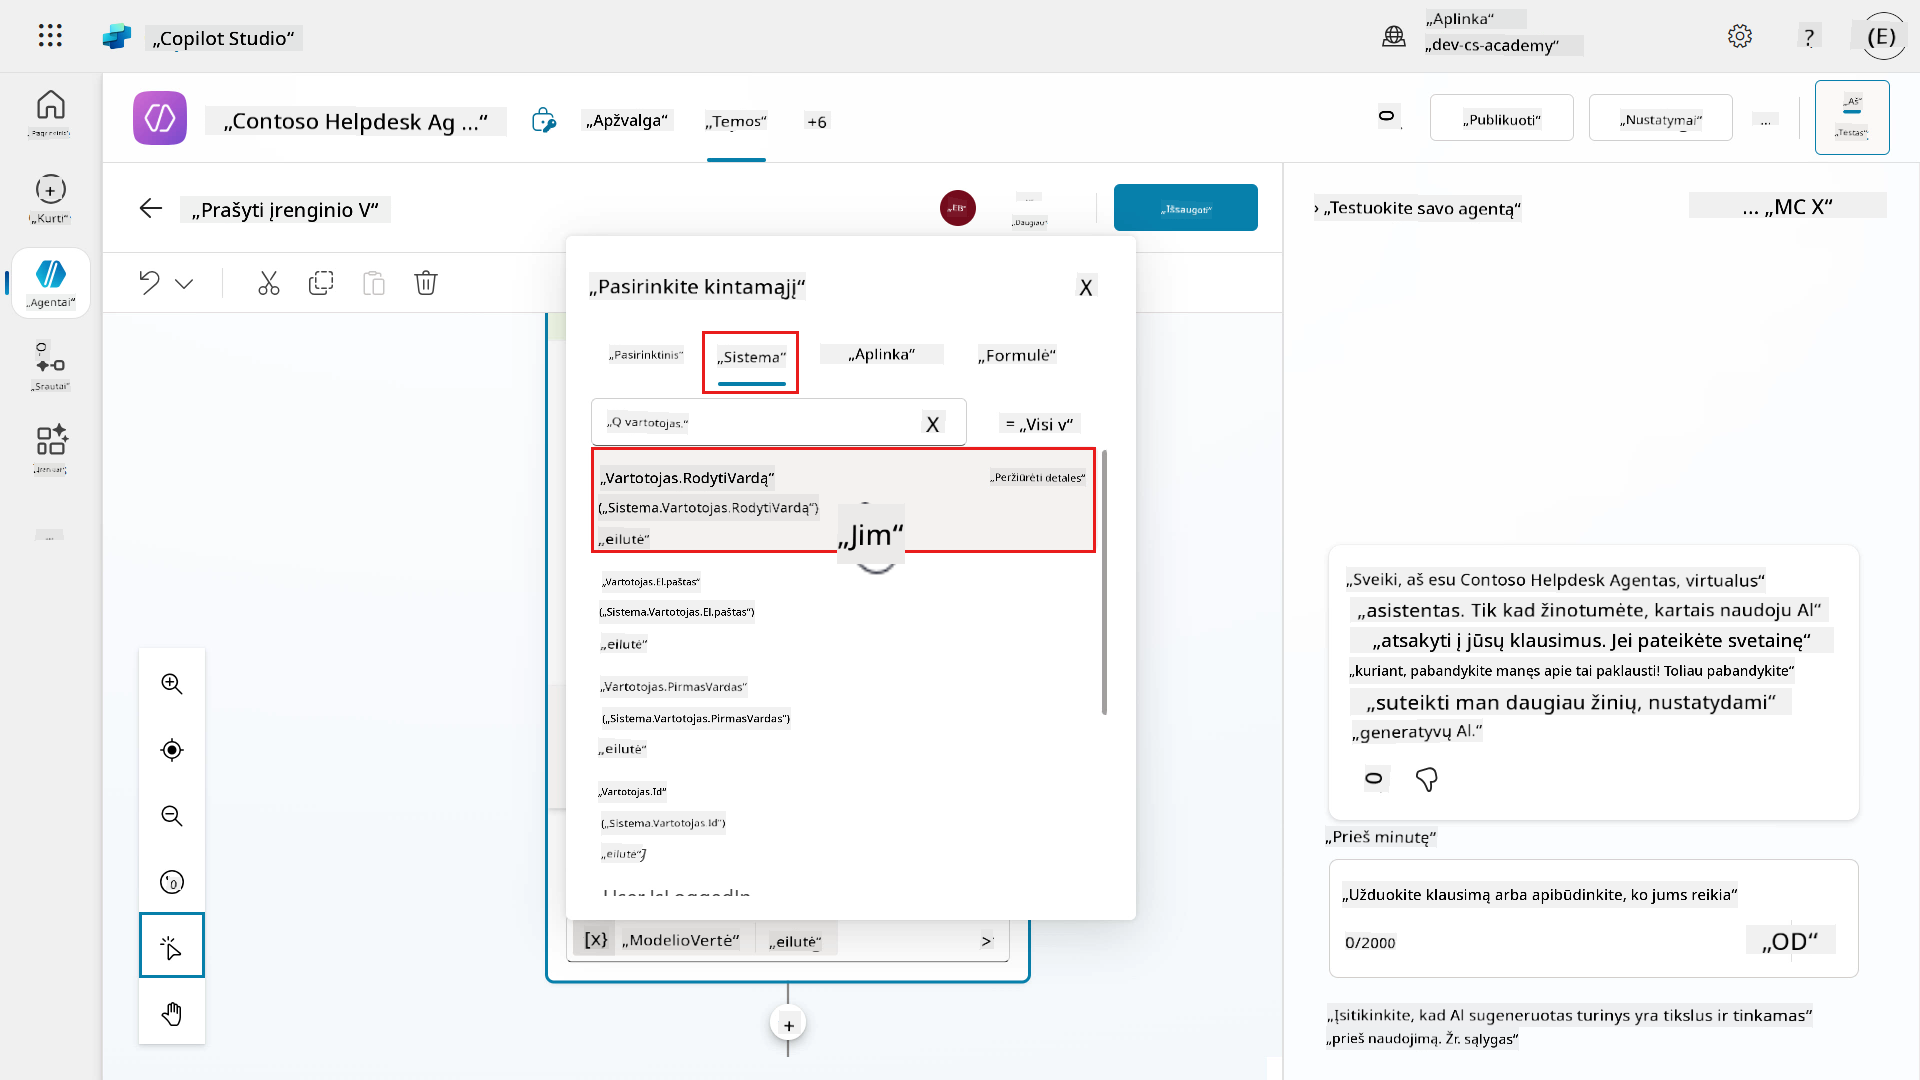 „Copilot Studio“
„Aplinka“
„dev-cs-academy“
?
(E)
„Contoso Helpdesk Ag ...“
„Apžvalga“
„Temos“
+6
„Publikuoti“
„Nustatymai“
...
„Aš“
„Testas“
„Kurti“
„Agentai“
„Srautai“
...
„Prašyti įrenginio V“
„EB“
...
„Daugiau“
„Išsaugoti“
„Pasirinkite kintamąjį“
X
„Pasirinktinis“
„Sistema“
„Aplinka“
„Formulė“
„Q vartotojas.“
X
= „Visi v“
„Vartotojas.RodytiVardą“
„Peržiūrėti detales“
(„Sistema.Vartotojas.RodytiVardą“)
„eilutė“
„Jim“
„Vartotojas.El.paštas“
(„Sistema.Vartotojas.El.paštas“)
„eilutė“
„Vartotojas.PirmasVardas“
(„Sistema.Vartotojas.PirmasVardas“)
„eilutė“
„Vartotojas.Id“
(„Sistema.Vartotojas.Id“)
„eilutė“]
User.IsLoggedIn
[x] „ModelioVertė“ „eilutė“ >
+
› „Testuokite savo agentą“
... „MC X“
„Sveiki, aš esu Contoso Helpdesk Agentas, virtualus“
„asistentas. Tik kad žinotumėte, kartais naudoju AI“
„atsakyti į jūsų klausimus. Jei pateikėte svetainę“
„kuriant, pabandykite manęs apie tai paklausti! Toliau pabandykite“
„suteikti man daugiau žinių, nustatydami“
„generatyvų AI.“
„Prieš minutę“
„Užduokite klausimą arba apibūdinkite, ko jums reikia“
0/2000
„OD“
„Įsitikinkite, kad AI sugeneruotas turinys yra tikslus ir tinkamas“
„prieš naudojimą. Žr. sąlygas“